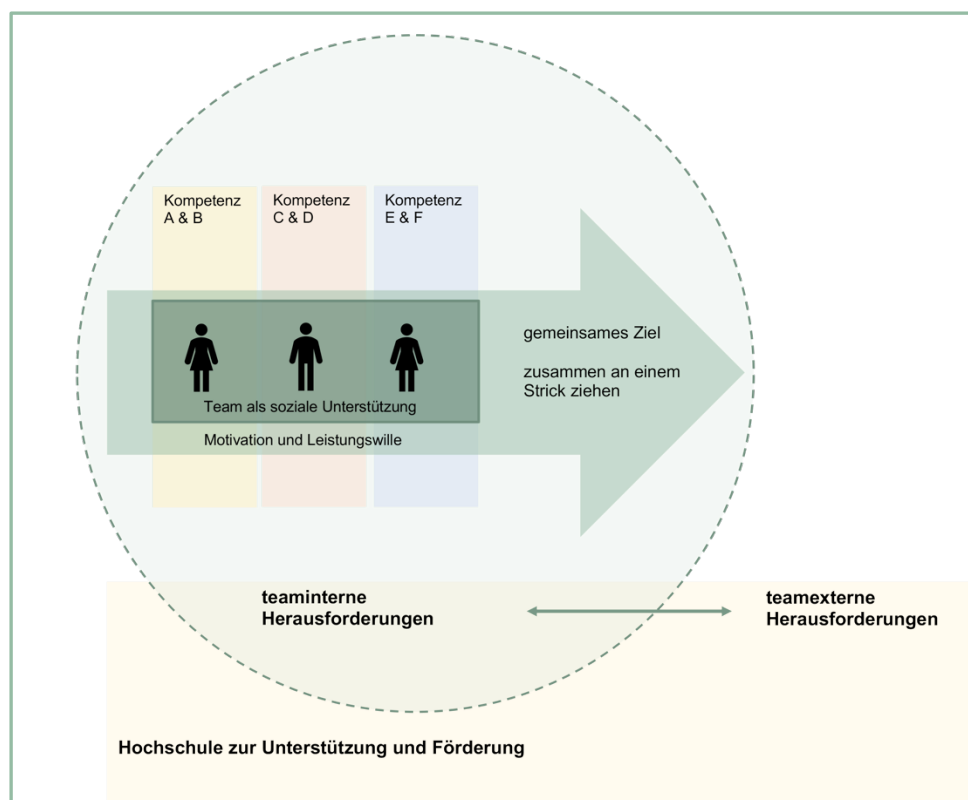 Kompetenz
A & B
Kompetenz
C & D
Kompetenz
E & F
Team als soziale Unterstützung
Motivation und Leistungswille
gemeinsames Ziel
zusammen an einem
Strick ziehen
teaminterne
Herausforderungen
teamexterne
Herausforderungen
Hochschule zur Unterstützung und Förderung